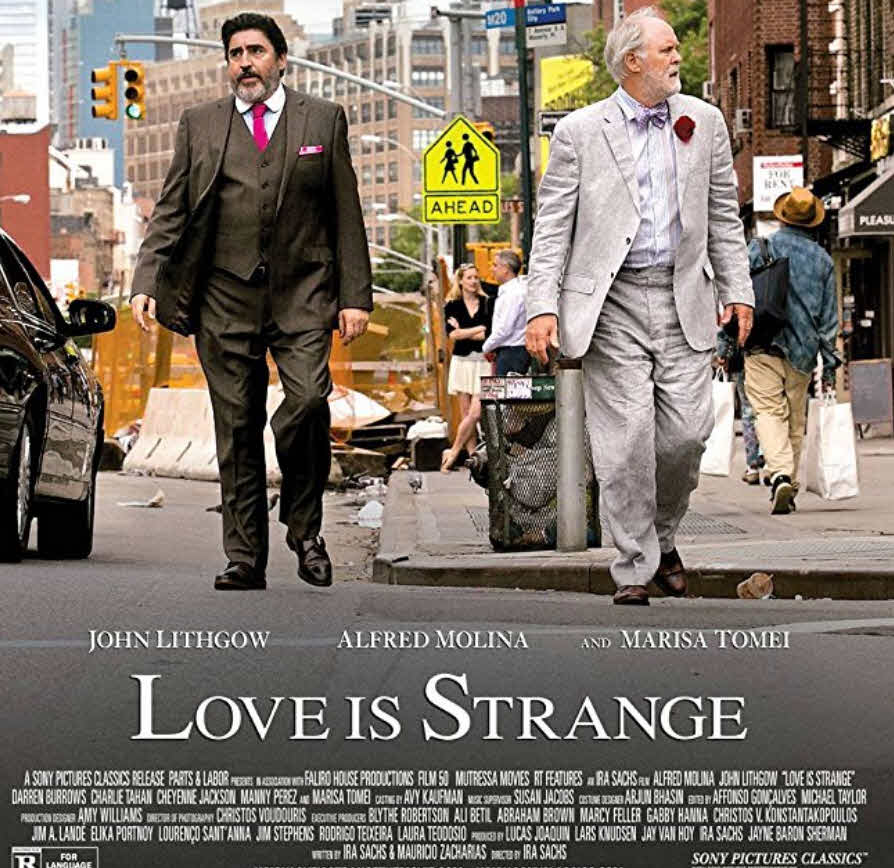 M20
Battery Park
City
AHEAD
FOR
RENT
PLEASU
JOHN LITHGOW ALFRED MOLINA AND MARISA TOMEI
LOVE IS STRANGE
A SONY PICTURES CLASSICS RELEASE PARTS & LABOR PRESENTS IN ASSOCIATION WITH FALIRO HOUSE PRODUCTIONS FILM 50 MUTRESSA MOVIES RT FEATURES AN IRA SACHS FILM ALFRED MOLINA JOHN LITHGOW "LOVE IS STRANGE"
DARREN BURROWS CHARLIE TAHAN CHEYENNE JACKSON MANNY PEREZ AND MARISA TOMEI CASTING BY AVY KAUFMAN MUSIC SUPERVISOR SUSAN JACOBS COSTUME DESIGNER ARJUN BHASIN EDITED BY AFFONSO GONÇALVES MICHAEL TAYLOR
PRODUCTION DESIGNER AMY WILLIAMS DIRECTOR OF PHOTOGRAPHY CHRISTOS VOUDOURIS EXECUTIVE PRODUCERS BLYTHE ROBERTSON ALI BETIL ABRAHAM BROWN MARCY FELLER GABBY HANNA CHRISTOS V. KONSTANTAKOPOULOS
JIM A. LANDE ELIKA PORTNOY LOURENÇO SANT'ANNA JIM STEPHENS RODRIGO TEIXEIRA LAURA TEODOSIO PRODUCED BY LUCAS JOAQUIN LARS KNUDSEN JAY VAN HOY IRA SACHS JAYNE BARON SHERMAN
WRITTEN BY IRA SACHS & MAURICIO ZACHARIAS DIRECTED BY IRA SACHS
R FOR
LANGUAGE
SONY PICTURES CLASSICS™